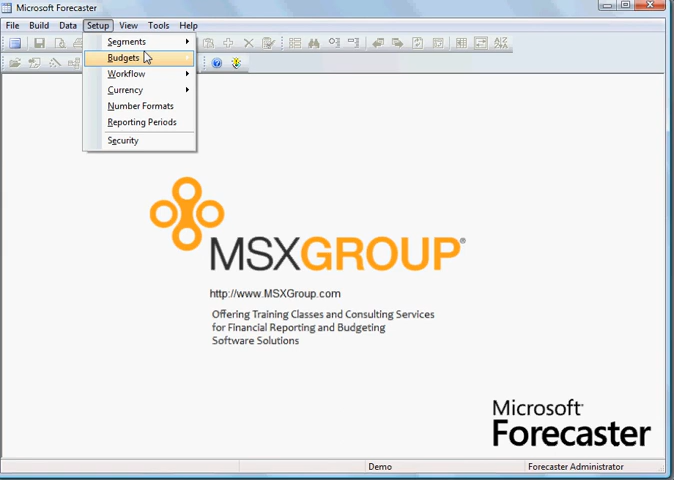 Microsoft Forecaster
File Build Data Setup View Tools Help
Segments
Budgets
Workflow
Currency
Number Formats
Reporting Periods
Security
MSXGROUP®
http://www.MSXGroup.com
Offering Training Classes and Consulting Services
for Financial Reporting and Budgeting
Software Solutions
Microsoft®
Forecaster
Demo Forecaster Administrator